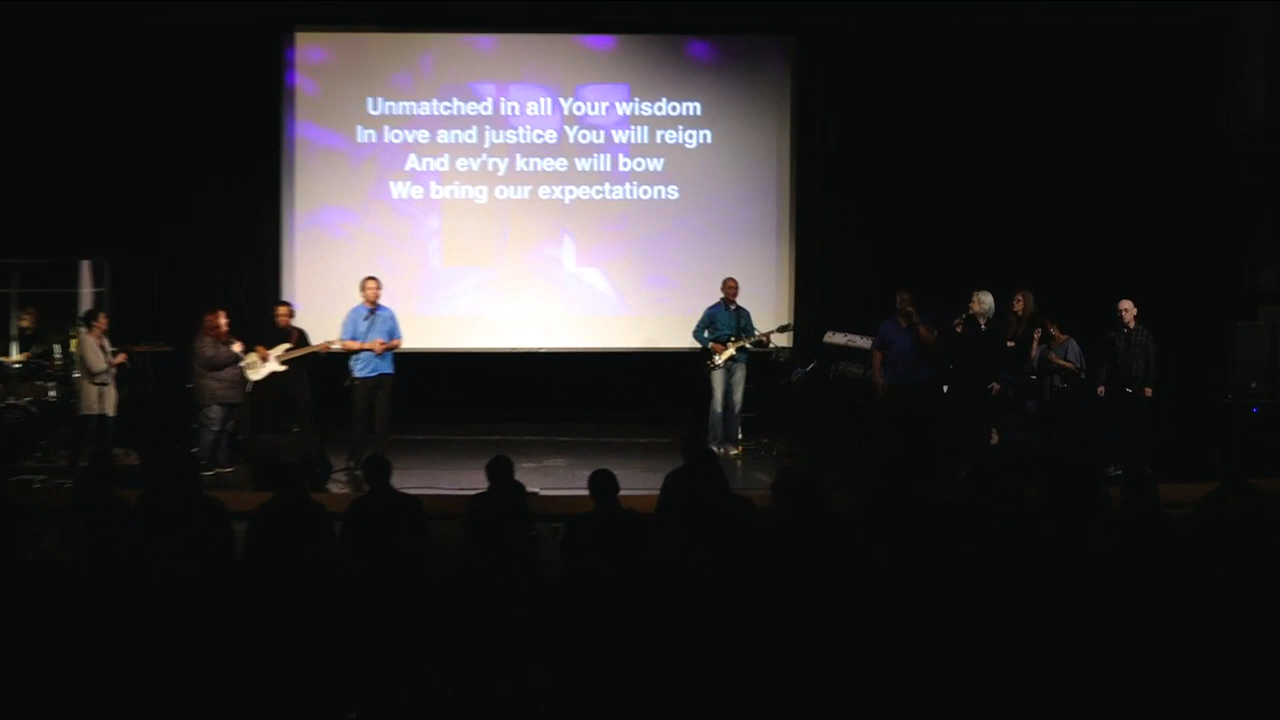 Unmatched in all Your wisdom
In love and justice You will reign
And ev'ry knee will bow
We bring our expectations